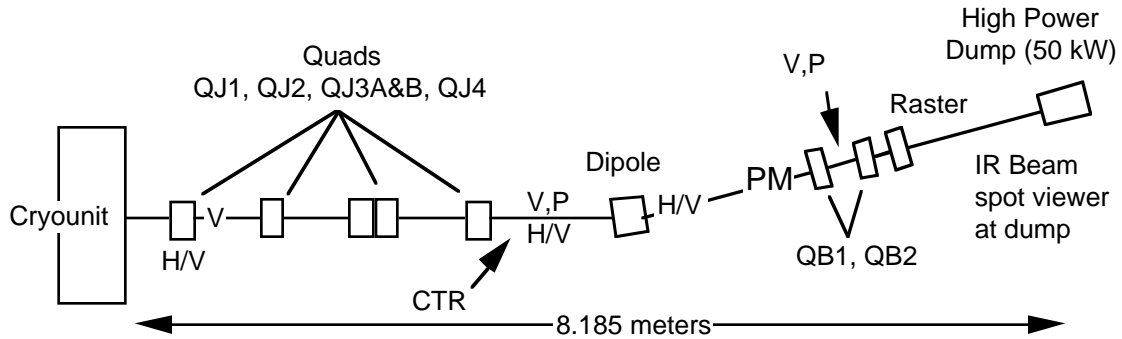 High Power
Dump (50 kW)
Quads
QJ1, QJ2, QJ3A&B, QJ4
V,P
Raster
Dipole
PM
IR Beam
spot viewer
at dump
Cryounit
V
V,P
H/V
H/V
H/V
QB1, QB2
CTR
8.185 meters